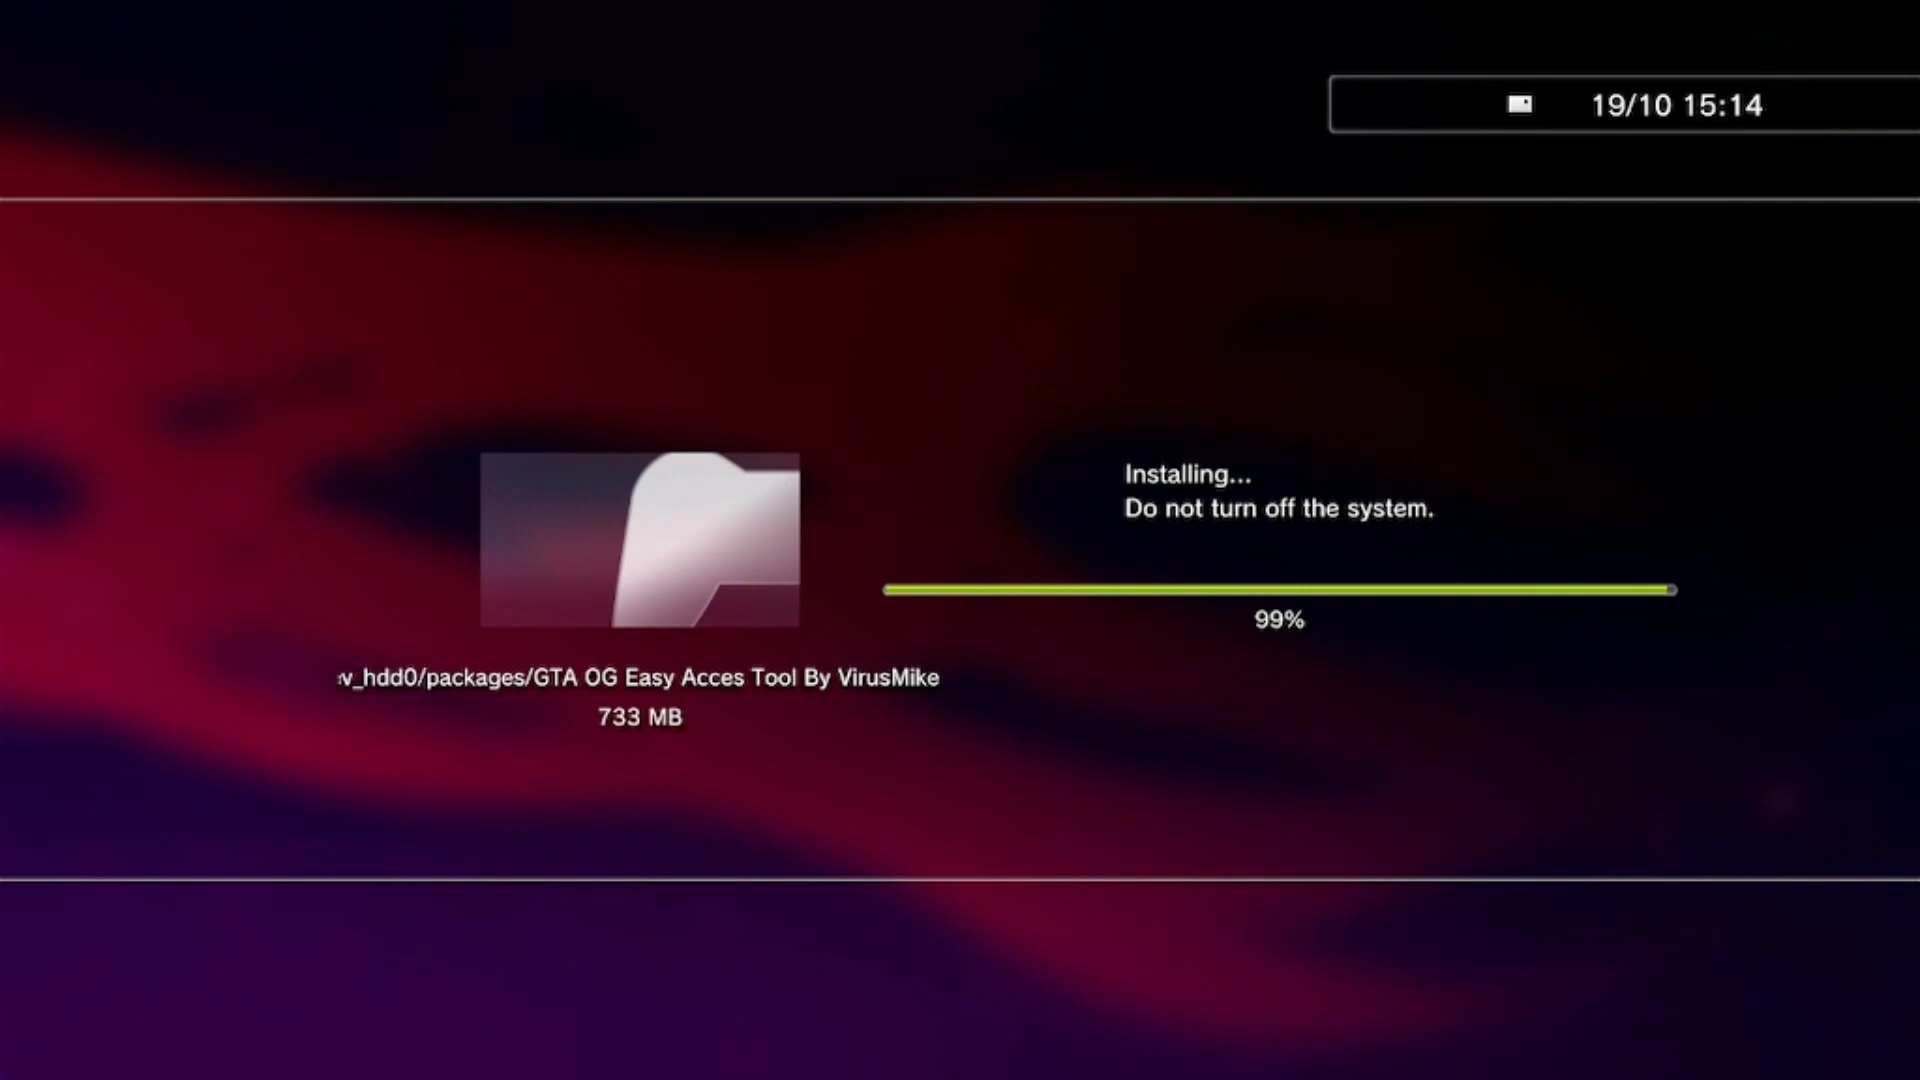 19/10 15:14
Installing...
Do not turn off the system.
99%
v_hdd0/packages/GTA OG Easy Acces Tool By VirusMike
733 MB